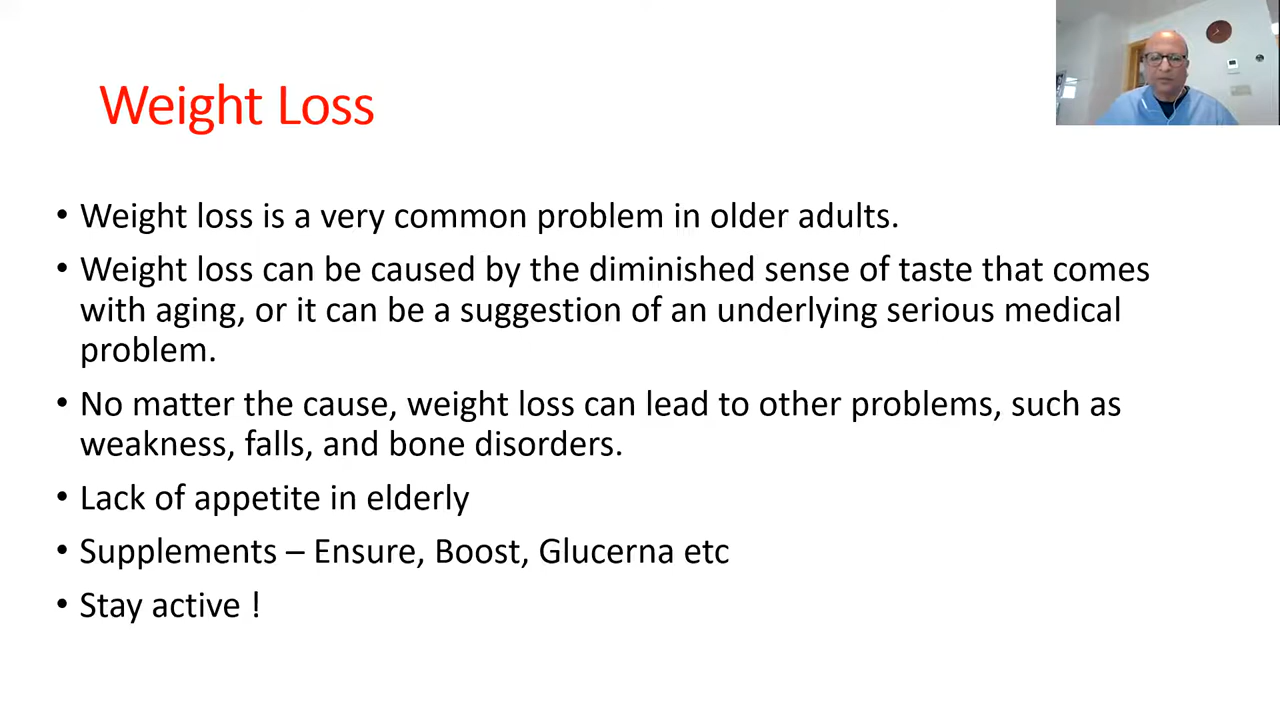 Weight Loss
• Weight loss is a very common problem in older adults.
• Weight loss can be caused by the diminished sense of taste that comes
with aging, or it can be a suggestion of an underlying serious medical
problem.
• No matter the cause, weight loss can lead to other problems, such as
weakness, falls, and bone disorders.
• Lack of appetite in elderly
• Supplements – Ensure, Boost, Glucerna etc
• Stay active !